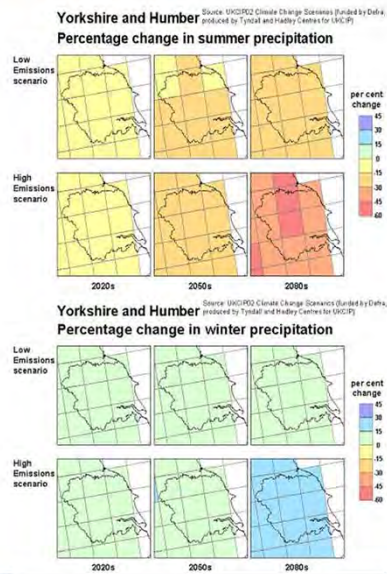 Yorkshire and Humber
Source: UKCIP02 Climate Change Scenarios (funded by Defra,
produced by Tyndall and Hadley Centres for UKCIP)
Percentage change in summer precipitation
Low
Emissions
scenario
per cent
change
45
30
15
0
-15
-30
-45
-60
High
Emissions
scenario
2020s 2050s 2080s
Yorkshire and Humber
Source: UKCIP02 Climate Change Scenarios (funded by Defra,
produced by Tyndall and Hadley Centres for UKCIP)
Percentage change in winter precipitation
Low
Emissions
scenario
per cent
change
45
30
15
0
-15
-30
-45
-60
High
Emissions
scenario
2020s 2050s 2080s